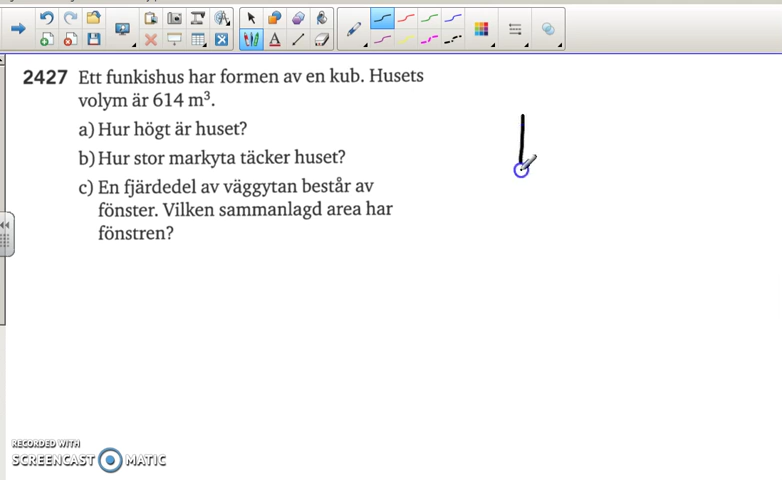 2427 Ett funkishus har formen av en kub. Husets
volym är 614 m³.
a) Hur högt är huset?
b) Hur stor markyta täcker huset?
c) En fjärdedel av väggytan består av
fönster. Vilken sammanlagd area har
fönstren?
RECORDED WITH
SCREENCAST MATIC